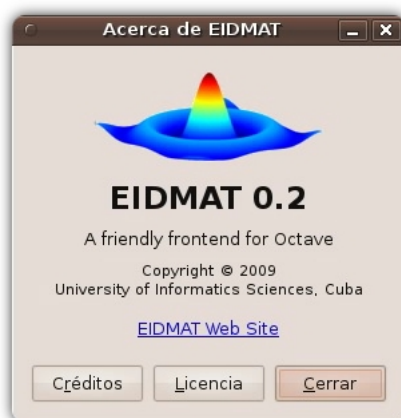 Acerca de EIDMAT
EIDMAT 0.2
A friendly frontend for Octave
Copyright © 2009
University of Informatics Sciences, Cuba
EIDMAT Web Site
Créditos
Licencia
Cerrar